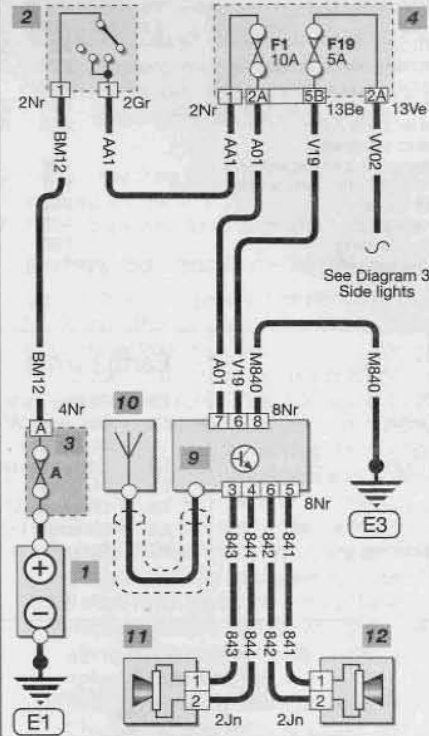 2
4
F1
10A
F19
5A
1
1
2Nr
2Gr
2Nr
1
2A
5B
13Be
2A
13Ve
BM12
AA1
AA1
A01
V19
VV02
See Diagram 3
Side lights
BM12
A01
V19
M840
M840
4Nr
A
3
A
10
7
6
8
8Nr
9
E3
3
4
6
5
8Nr
+
1
−
843
844
842
841
843
844
842
841
11
12
1
2
1
2
2Jn
2Jn
E1